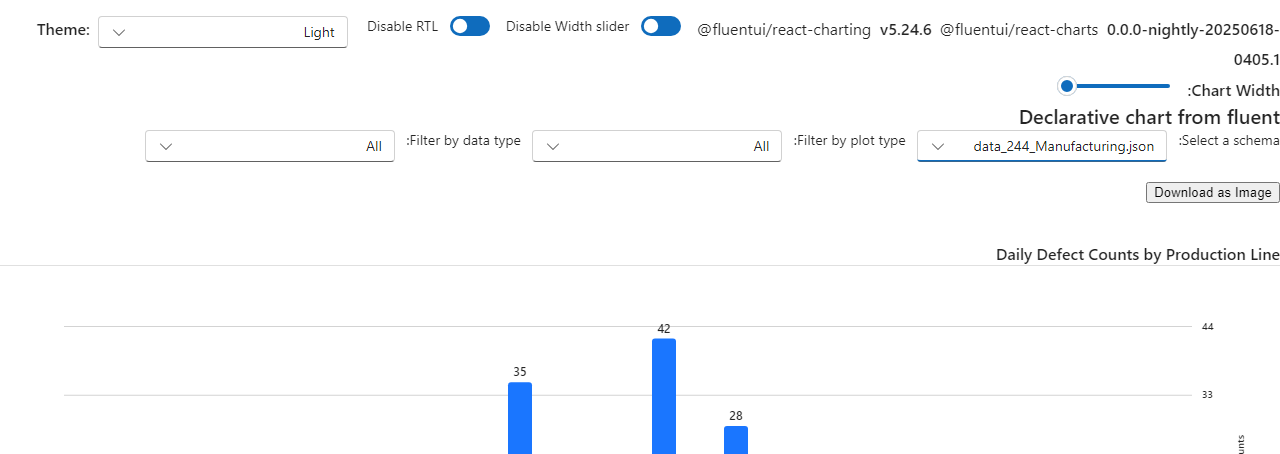 Theme: Light Disable RTL Disable Width slider @fluentui/react-charting v5.24.6 @fluentui/react-charts 0.0.0-nightly-20250618-
0405.1
:Chart Width
Declarative chart from fluent
:Select a schema data_244_Manufacturing.json :Filter by plot type All :Filter by data type All
Download as Image
Daily Defect Counts by Production Line
44
42
35
33
28